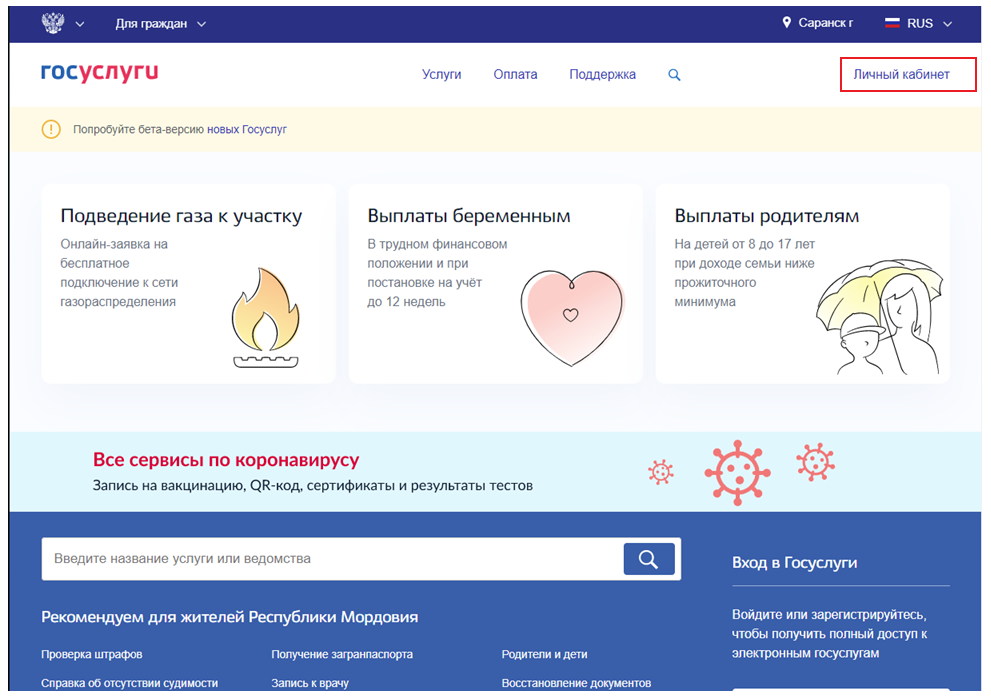 Для граждан
Саранск г
RUS
госуслуги
Услуги
Оплата
Поддержка
Личный кабинет
Попробуйте бета-версию новых Госуслуг
Подведение газа к участку
Онлайн-заявка на
бесплатное
подключение к сети
газораспределения
Выплаты беременным
В трудном финансовом
положении и при
постановке на учёт
до 12 недель
Выплаты родителям
На детей от 8 до 17 лет
при доходе семьи ниже
прожиточного
минимума
Все сервисы по коронавирусу
Запись на вакцинацию, QR-код, сертификаты и результаты тестов
Введите название услуги или ведомства
Рекомендуем для жителей Республики Мордовия
Проверка штрафов
Получение загранпаспорта
Родители и дети
Справка об отсутствии судимости
Запись к врачу
Восстановление документов
Вход в Госуслуги
Войдите или зарегистрируйтесь,
чтобы получить полный доступ к
электронным госуслугам